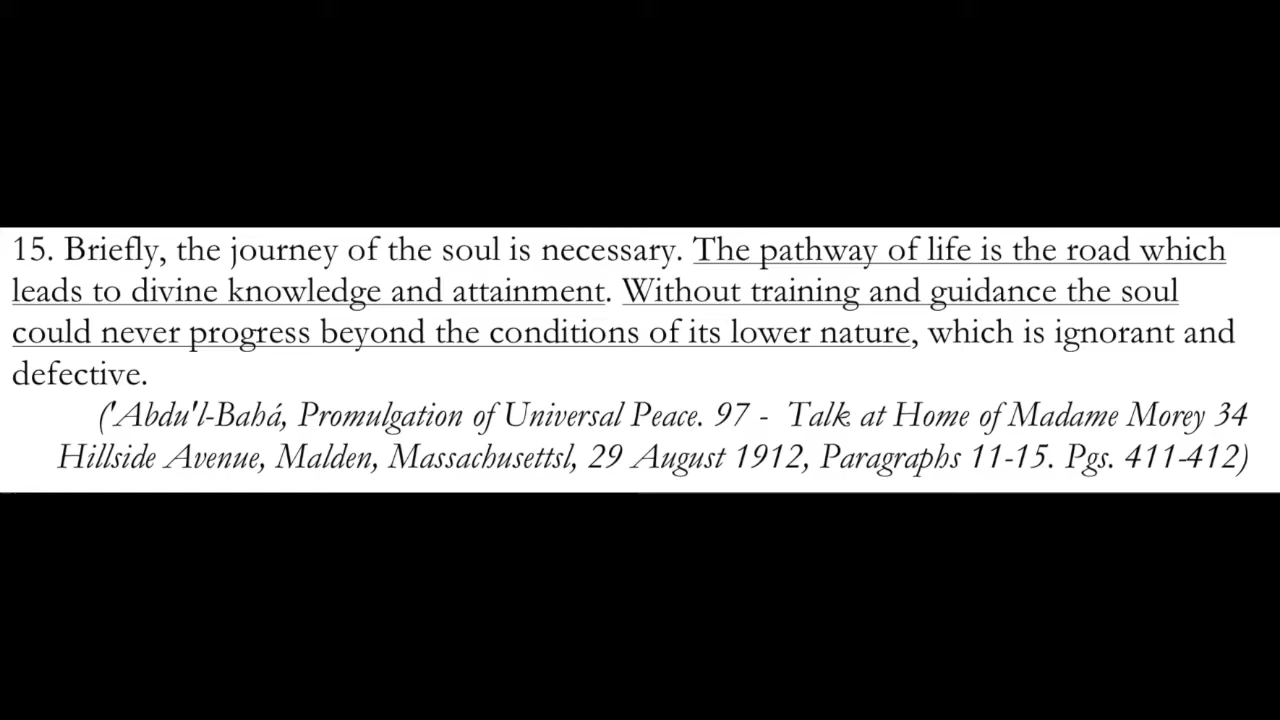 15. Briefly, the journey of the soul is necessary. The pathway of life is the road which
leads to divine knowledge and attainment. Without training and guidance the soul
could never progress beyond the conditions of its lower nature, which is ignorant and
defective.
('Abdu'l-Bahá, Promulgation of Universal Peace. 97 - Talk at Home of Madame Morey 34
Hillside Avenue, Malden, Massachusettsl, 29 August 1912, Paragraphs 11-15. Pgs. 411-412)